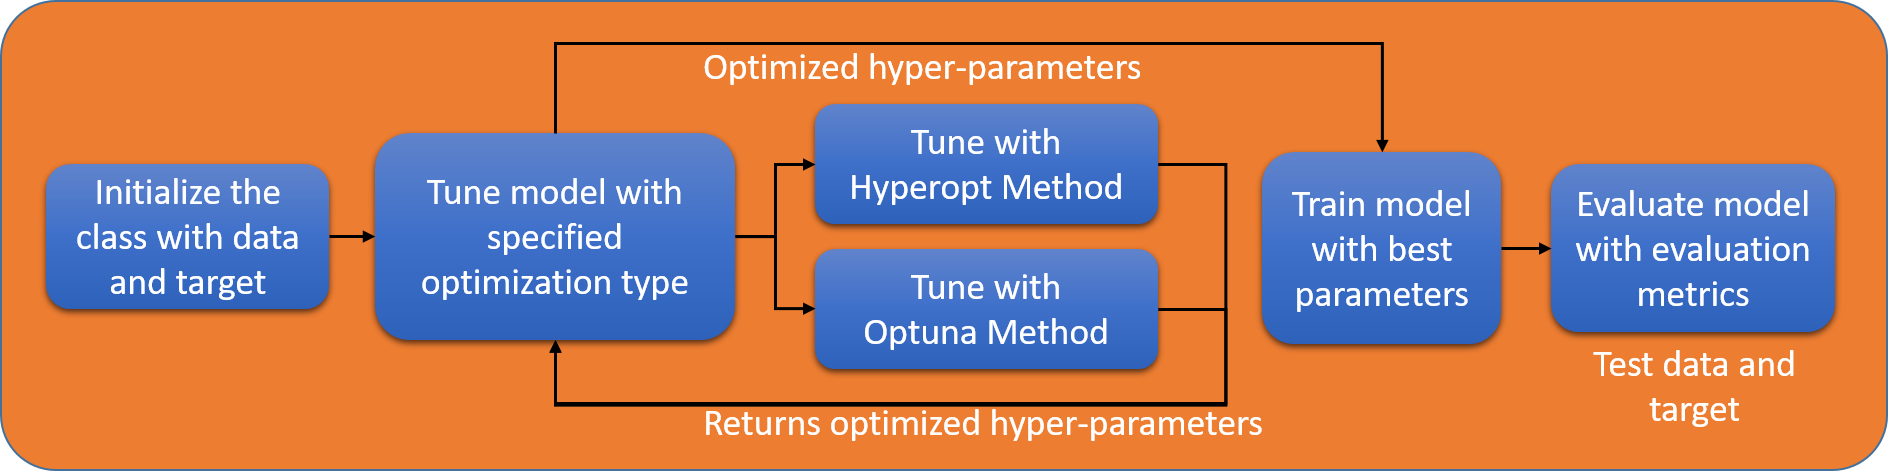 Optimized hyper-parameters
Initialize the
class with data
and target
Tune model with
specified
optimization type
Tune with
Hyperopt Method
Tune with
Optuna Method
Returns optimized hyper-parameters
Train model
with best
parameters
Evaluate model
with evaluation
metrics
Test data and
target